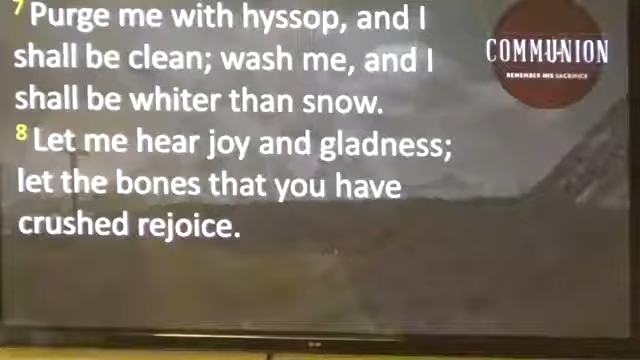 7 Purge me with hyssop, and I
shall be clean; wash me, and I
shall be whiter than snow.
8 Let me hear joy and gladness;
let the bones that you have
crushed rejoice.
COMMUNION
REMEMBER HIS SACRIFICE